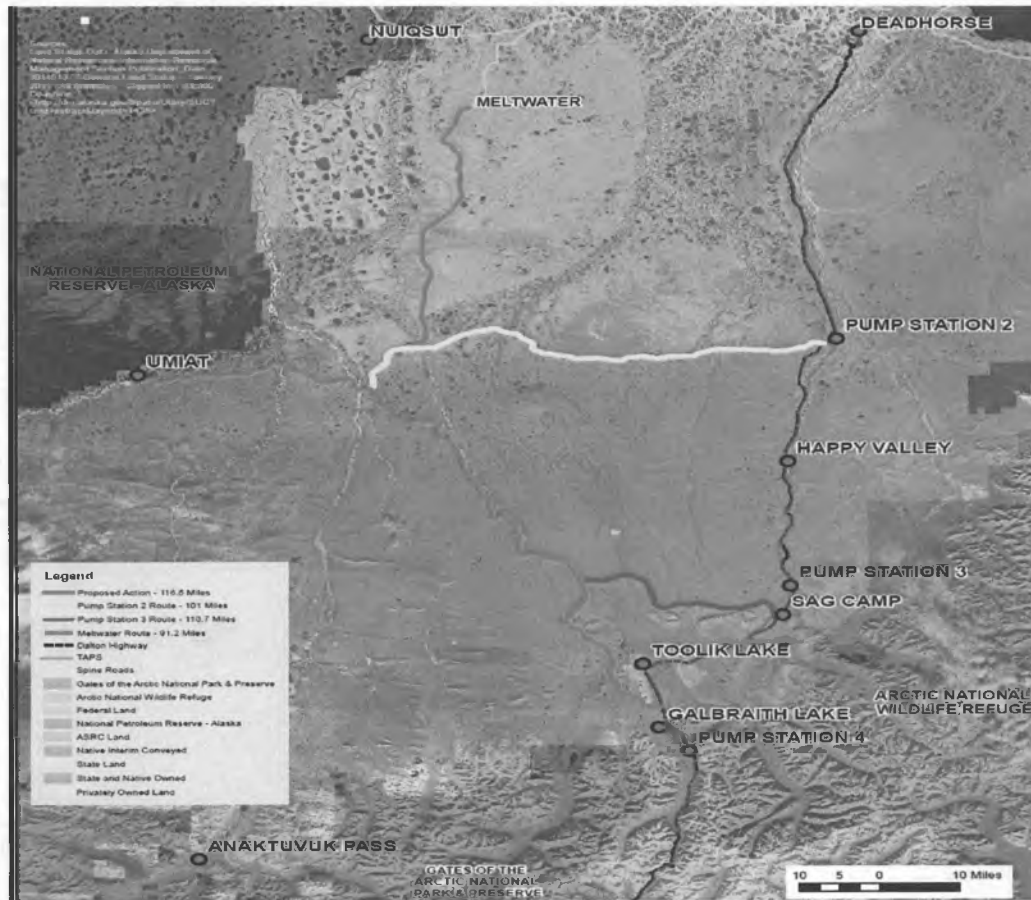 NUIQSUT
DEADHORSE
MELTWATER
NATIONAL PETROLEUM
RESERVE - ALASKA
UMIAT
PUMP STATION 2
HAPPY VALLEY
PUMP STATION 3
SAG CAMP
TOOLIK LAKE
ARCTIC NATIONAL
WILDLIFE REFUGE
GALBRAITH LAKE
PUMP STATION 4
Legend
Proposed Action - 116.5 Miles
Pump Station 2 Route - 101 Miles
Pump Station 3 Route - 110.7 Miles
Meltwater Route - 91.2 Miles
Dalton Highway
TAPS
Spine Roads
Gates of the Arctic National Park & Preserve
Arctic National Wildlife Refuge
Federal Land
National Petroleum Reserve - Alaska
ASRC Land
Native Interim Conveyed
State Land
State and Native Owned
Privately Owned Land
ANAKTUVUK PASS
GATES OF THE
ARCTIC NATIONAL
PARK & PRESERVE
10 5 0 10 Miles